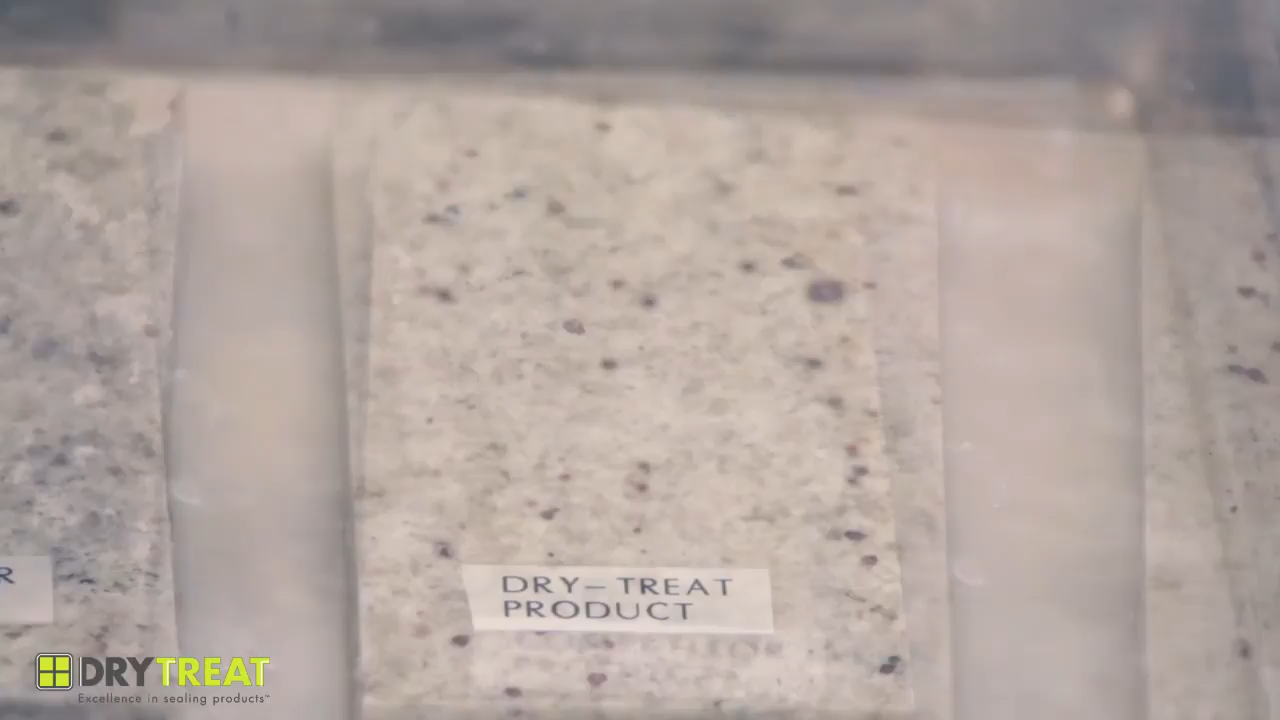 R
DRY–TREAT
PRODUCT
DRYTREAT
Excellence in sealing products™